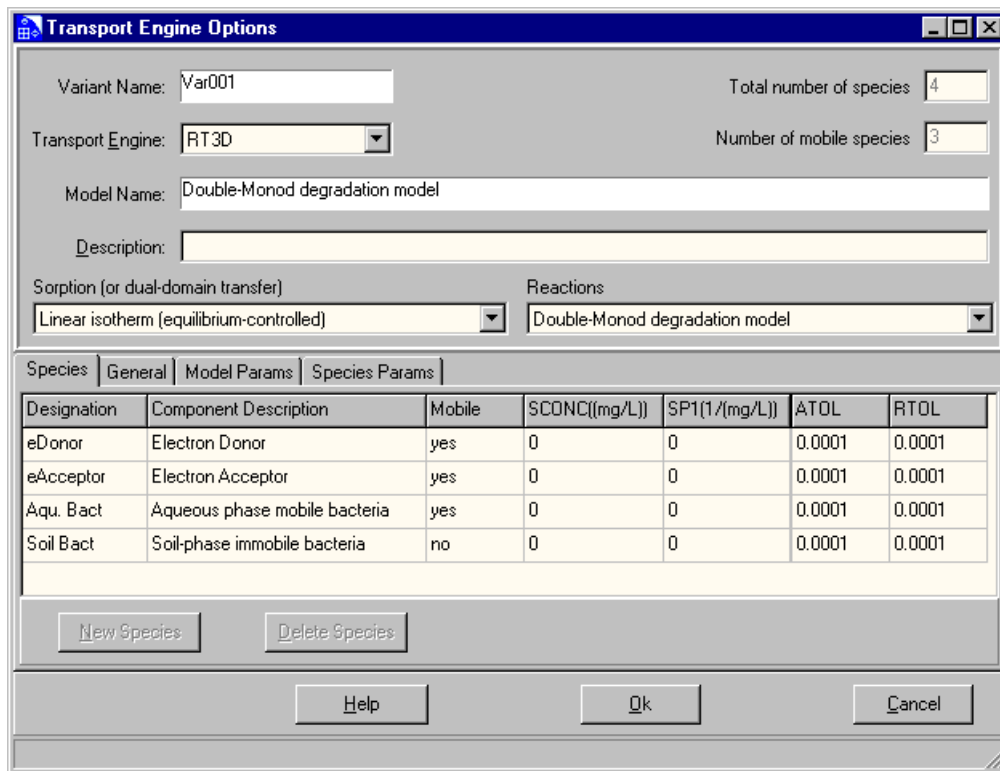 Transport Engine Options
Variant Name: Var001 Total number of species 4
Transport Engine: RT3D Number of mobile species 3
Model Name: Double-Monod degradation model
Description:
Sorption (or dual-domain transfer) Reactions
Linear isotherm (equilibrium-controlled) Double-Monod degradation model
Species General Model Params Species Params
Designation Component Description Mobile SCONC((mg/L)) SP1(1/(mg/L)) ATOL RTOL
eDonor Electron Donor yes 0 0 0.0001 0.0001
eAcceptor Electron Acceptor yes 0 0 0.0001 0.0001
Aqu. Bact Aqueous phase mobile bacteria yes 0 0 0.0001 0.0001
Soil Bact Soil-phase immobile bacteria no 0 0 0.0001 0.0001
New Species Delete Species
Help Ok Cancel